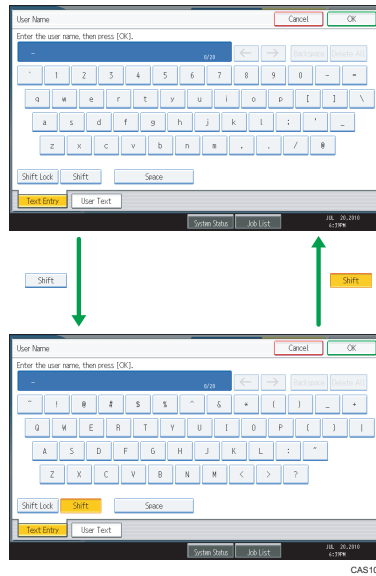 User Name Cancel OK
Enter the user name, then press [OK].
_ 0/20 ← → Backspace Delete All
` 1 2 3 4 5 6 7 8 9 0 - =
q w e r t y u i o p [ ] \
a s d f g h j k l ; ' _
z x c v b n m , . / @
Shift Lock Shift Space
Text Entry User Text
System Status Job List JUL 20,2010
6:39PM
Shift Shift
User Name Cancel OK
Enter the user name, then press [OK].
_ 0/20 ← → Backspace Delete All
~ ! @ # $ % ^ & * ( ) _ +
Q W E R T Y U I O P { } |
A S D F G H J K L : "
Z X C V B N M < > ?
Shift Lock Shift Space
Text Entry User Text
System Status Job List JUL 20,2010
6:39PM
CAS10